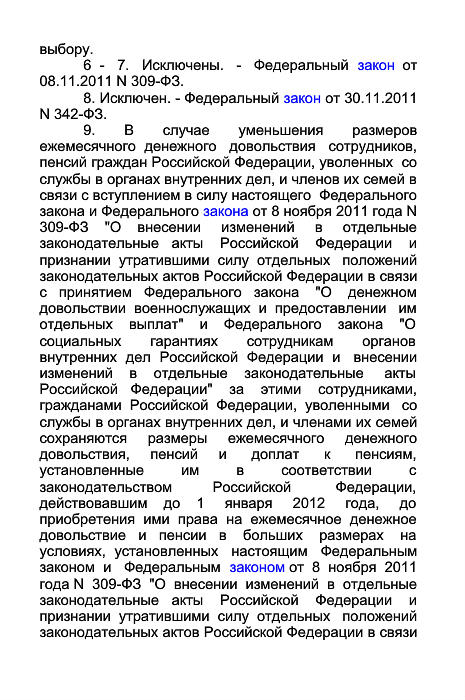 выбору.
6 - 7. Исключены. - Федеральный закон от
08.11.2011 N 309-ФЗ.
8. Исключен. - Федеральный закон от 30.11.2011
N 342-ФЗ.
9. В случае уменьшения размеров
ежемесячного денежного довольствия сотрудников,
пенсий граждан Российской Федерации, уволенных со
службы в органах внутренних дел, и членов их семей в
связи с вступлением в силу настоящего Федерального
закона и Федерального закона от 8 ноября 2011 года N
309-ФЗ "О внесении изменений в отдельные
законодательные акты Российской Федерации и
признании утратившими силу отдельных положений
законодательных актов Российской Федерации в связи
с принятием Федерального закона "О денежном
довольствии военнослужащих и предоставлении им
отдельных выплат" и Федерального закона "О
социальных гарантиях сотрудникам органов
внутренних дел Российской Федерации и внесении
изменений в отдельные законодательные акты
Российской Федерации" за этими сотрудниками,
гражданами Российской Федерации, уволенными со
службы в органах внутренних дел, и членами их семей
сохраняются размеры ежемесячного денежного
довольствия, пенсий и доплат к пенсиям,
установленные им в соответствии с
законодательством Российской Федерации,
действовавшим до 1 января 2012 года, до
приобретения ими права на ежемесячное денежное
довольствие и пенсии в больших размерах на
условиях, установленных настоящим Федеральным
законом и Федеральным законом от 8 ноября 2011
года N 309-ФЗ "О внесении изменений в отдельные
законодательные акты Российской Федерации и
признании утратившими силу отдельных положений
законодательных актов Российской Федерации в связи